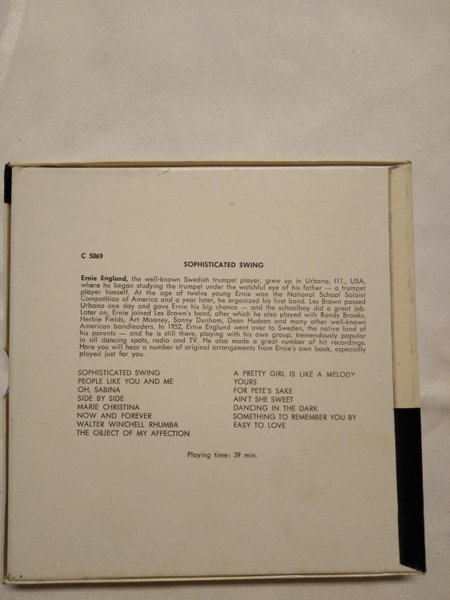 C 5069
SOPHISTICATED SWING
Ernie Englund, the well-known Swedish trumpet player, grew up in Urbana, Ill., USA,
where he began studying the trumpet under the watchful eye of his father — a trumpet
player himself. At the age of twelve young Ernie won the National School Soloist
Competition of America and a year later, he organized his first band. Les Brown passed
Urbana one day and gave Ernie his big chance — and the schoolboy did a great job.
Later on, Ernie joined Les Brown's band, after which he also played with Randy Brooks,
Herbie Fields, Art Mooney, Sonny Dunham, Dean Hudson and many other well-known
American bandleaders. In 1952, Ernie Englund went over to Sweden, the native land of
his parents — and he is still there, playing with his own group, tremendously popular
in all dancing spots, radio and TV. He also made a great number of hit recordings.
Here you will hear a number of original arrangements from Ernie's own book, especially
played just for you.
SOPHISTICATED SWING
PEOPLE LIKE YOU AND ME
OH, SABINA
SIDE BY SIDE
MARIE CHRISTINA
NOW AND FOREVER
WALTER WINCHELL RHUMBA
THE OBJECT OF MY AFFECTION
A PRETTY GIRL IS LIKE A MELODY
YOURS
FOR PETE'S SAKE
AIN'T SHE SWEET
DANCING IN THE DARK
SOMETHING TO REMEMBER YOU BY
EASY TO LOVE
Playing time: 39 min.